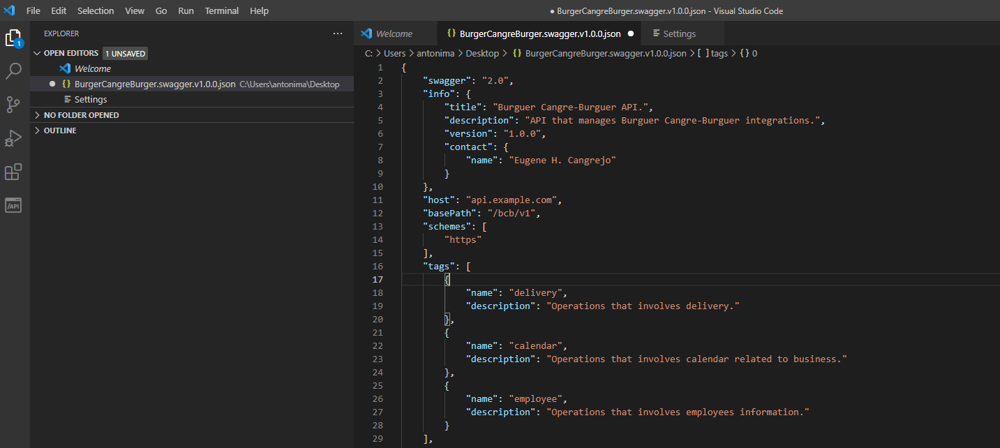 File Edit Selection View Go Run Terminal Help ● BurgerCangreBurger.swagger.v1.0.0.json - Visual Studio Code
EXPLORER ...
OPEN EDITORS 1 UNSAVED
Welcome
{} BurgerCangreBurger.swagger.v1.0.0.json C:\Users\antonima\Desktop
Settings
NO FOLDER OPENED
OUTLINE
1
/API
Welcome {} BurgerCangreBurger.swagger.v1.0.0.json ● Settings
C: > Users > antonima > Desktop > {} BurgerCangreBurger.swagger.v1.0.0.json > [ ] tags > {} 0
1 {
2 "swagger": "2.0",
3 "info": {
4 "title": "Burguer Cangre-Burguer API.",
5 "description": "API that manages Burguer Cangre-Burguer integrations.",
6 "version": "1.0.0",
7 "contact": {
8 "name": "Eugene H. Cangrejo"
9 }
10 },
11 "host": "api.example.com",
12 "basePath": "/bcb/v1",
13 "schemes": [
14 "https"
15 ],
16 "tags": [
17 {
18 "name": "delivery",
19 "description": "Operations that involves delivery."
20 },
21 {
22 "name": "calendar",
23 "description": "Operations that involves calendar related to business."
24 },
25 {
26 "name": "employee",
27 "description": "Operations that involves employees information."
28 }
29 ],